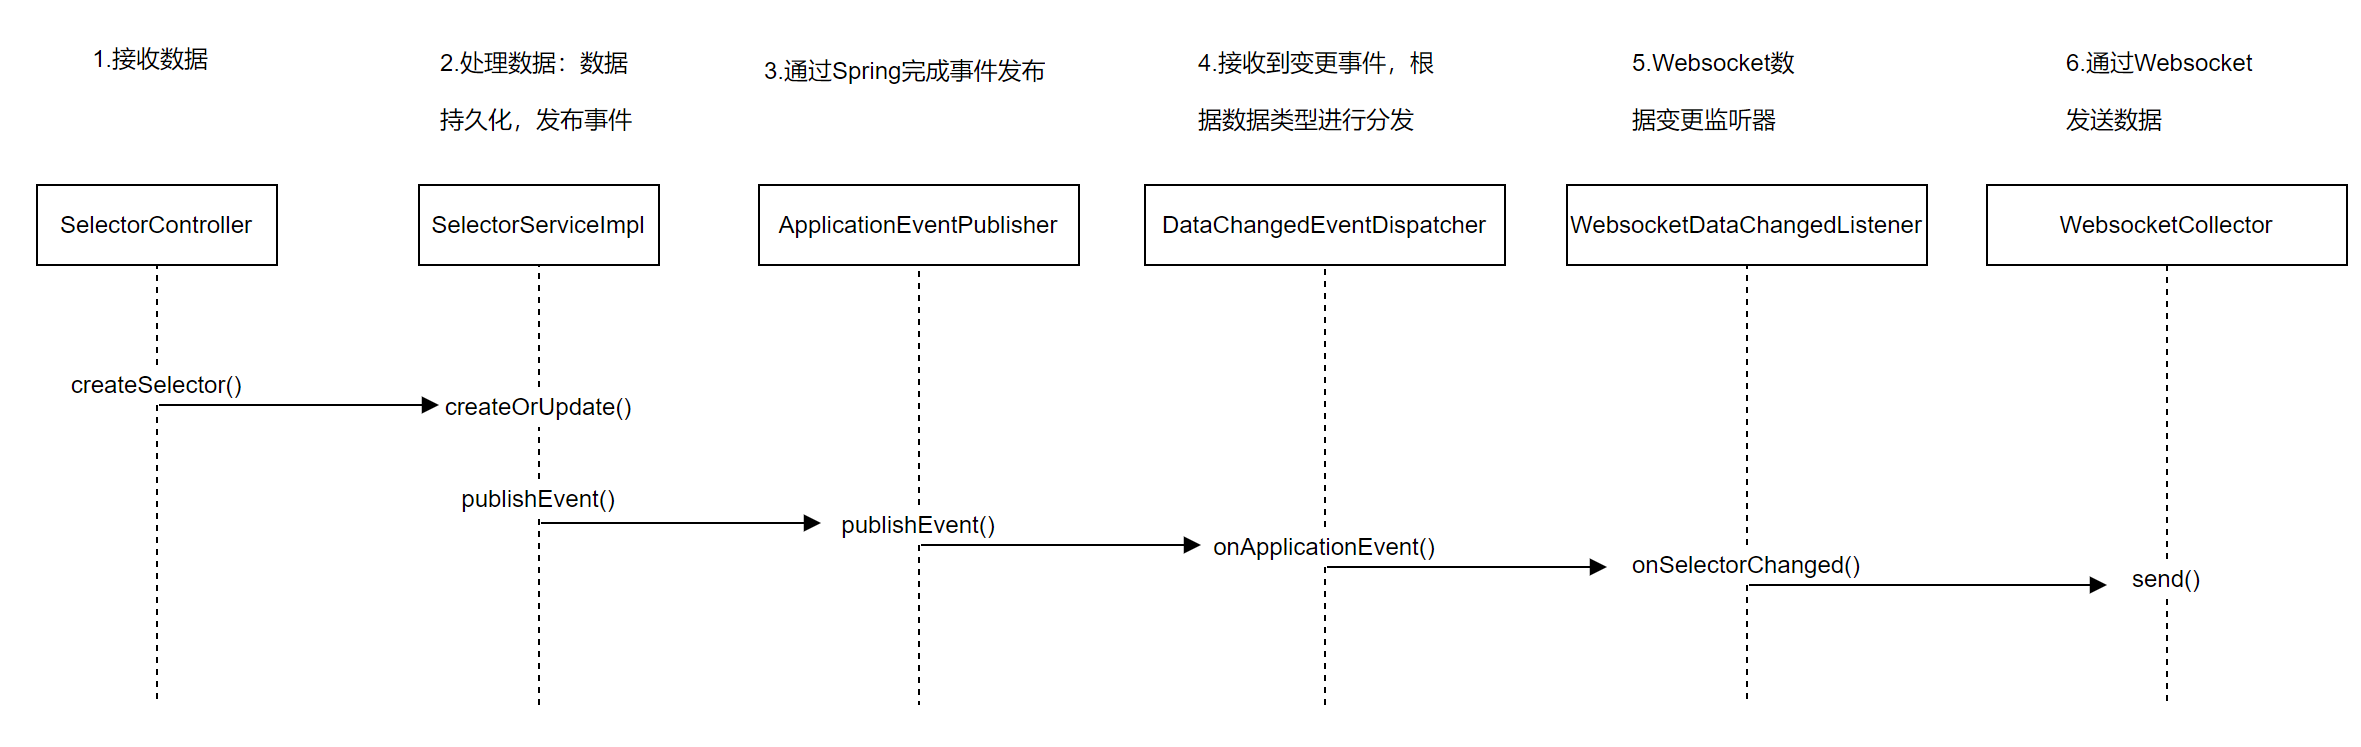 1.接收数据
2.处理数据：数据
持久化，发布事件
3.通过Spring完成事件发布
4.接收到变更事件，根
据数据类型进行分发
5.Websocket数
据变更监听器
6.通过Websocket
发送数据
SelectorController
SelectorServiceImpl
ApplicationEventPublisher
DataChangedEventDispatcher
WebsocketDataChangedListener
WebsocketCollector
createSelector()
createOrUpdate()
publishEvent()
publishEvent()
onApplicationEvent()
onSelectorChanged()
send()